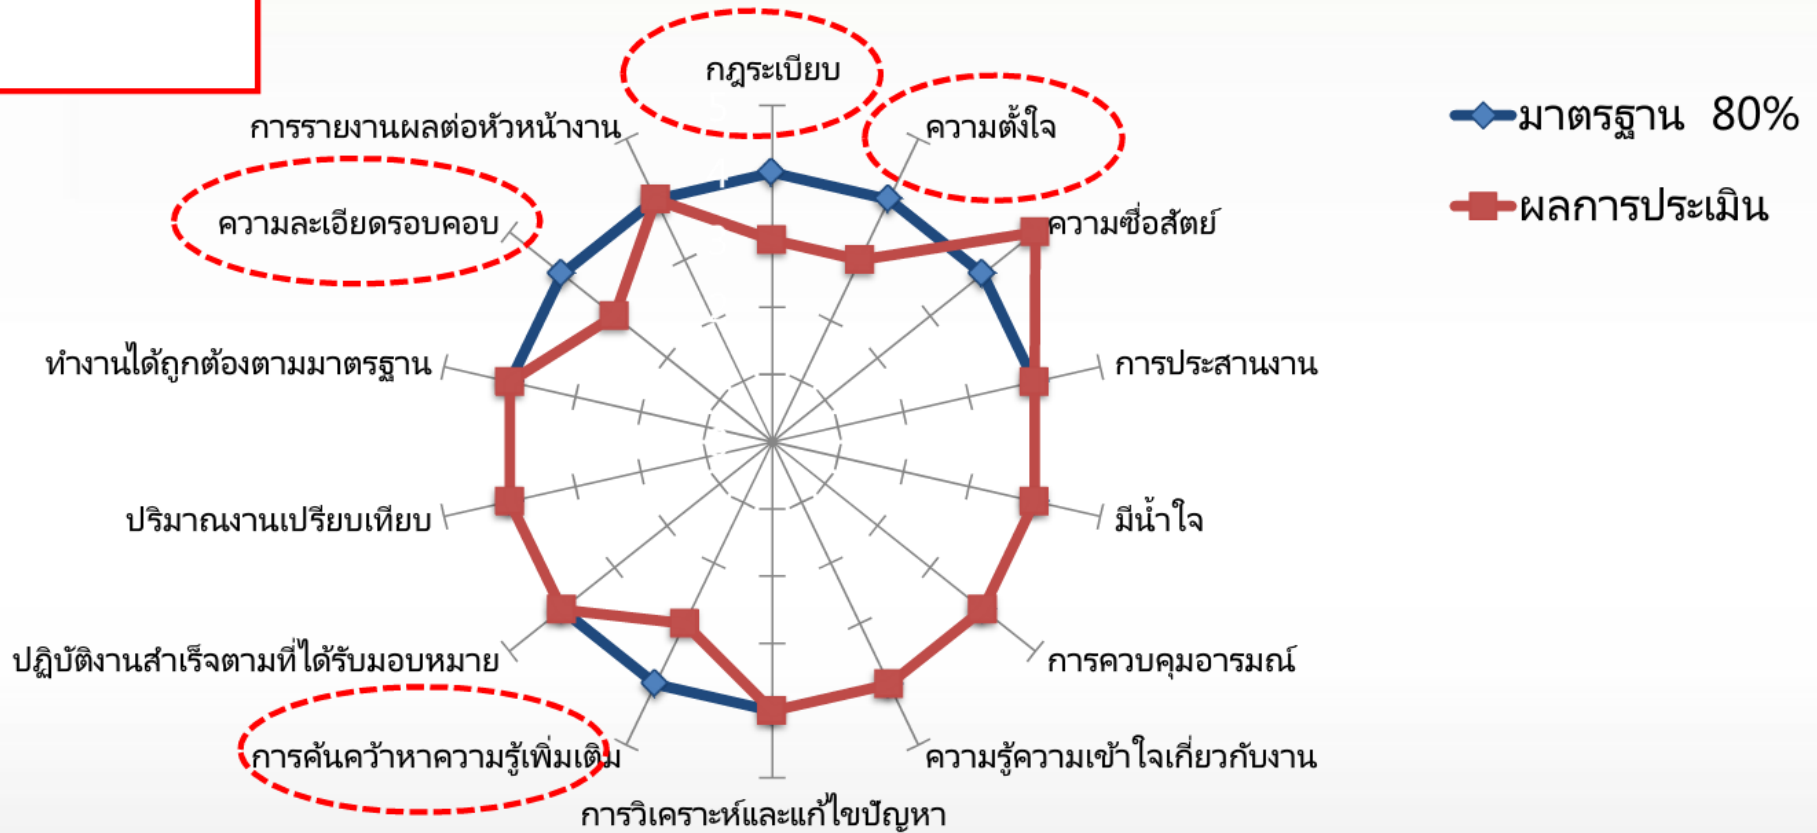 กฎระเบียบ
ความตั้งใจ
ความซื่อสัตย์
การประสานงาน
มีน้ำใจ
การควบคุมอารมณ์
ความรู้ความเข้าใจเกี่ยวกับงาน
การวิเคราะห์และแก้ไขปัญหา
การค้นคว้าหาความรู้เพิ่มเติม
ปฏิบัติงานสำเร็จตามที่ได้รับมอบหมาย
ปริมาณงานเปรียบเทียบ
ทำงานได้ถูกต้องตามมาตรฐาน
ความละเอียดรอบคอบ
การรายงานผลต่อหัวหน้างาน
มาตรฐาน 80%
ผลการประเมิน